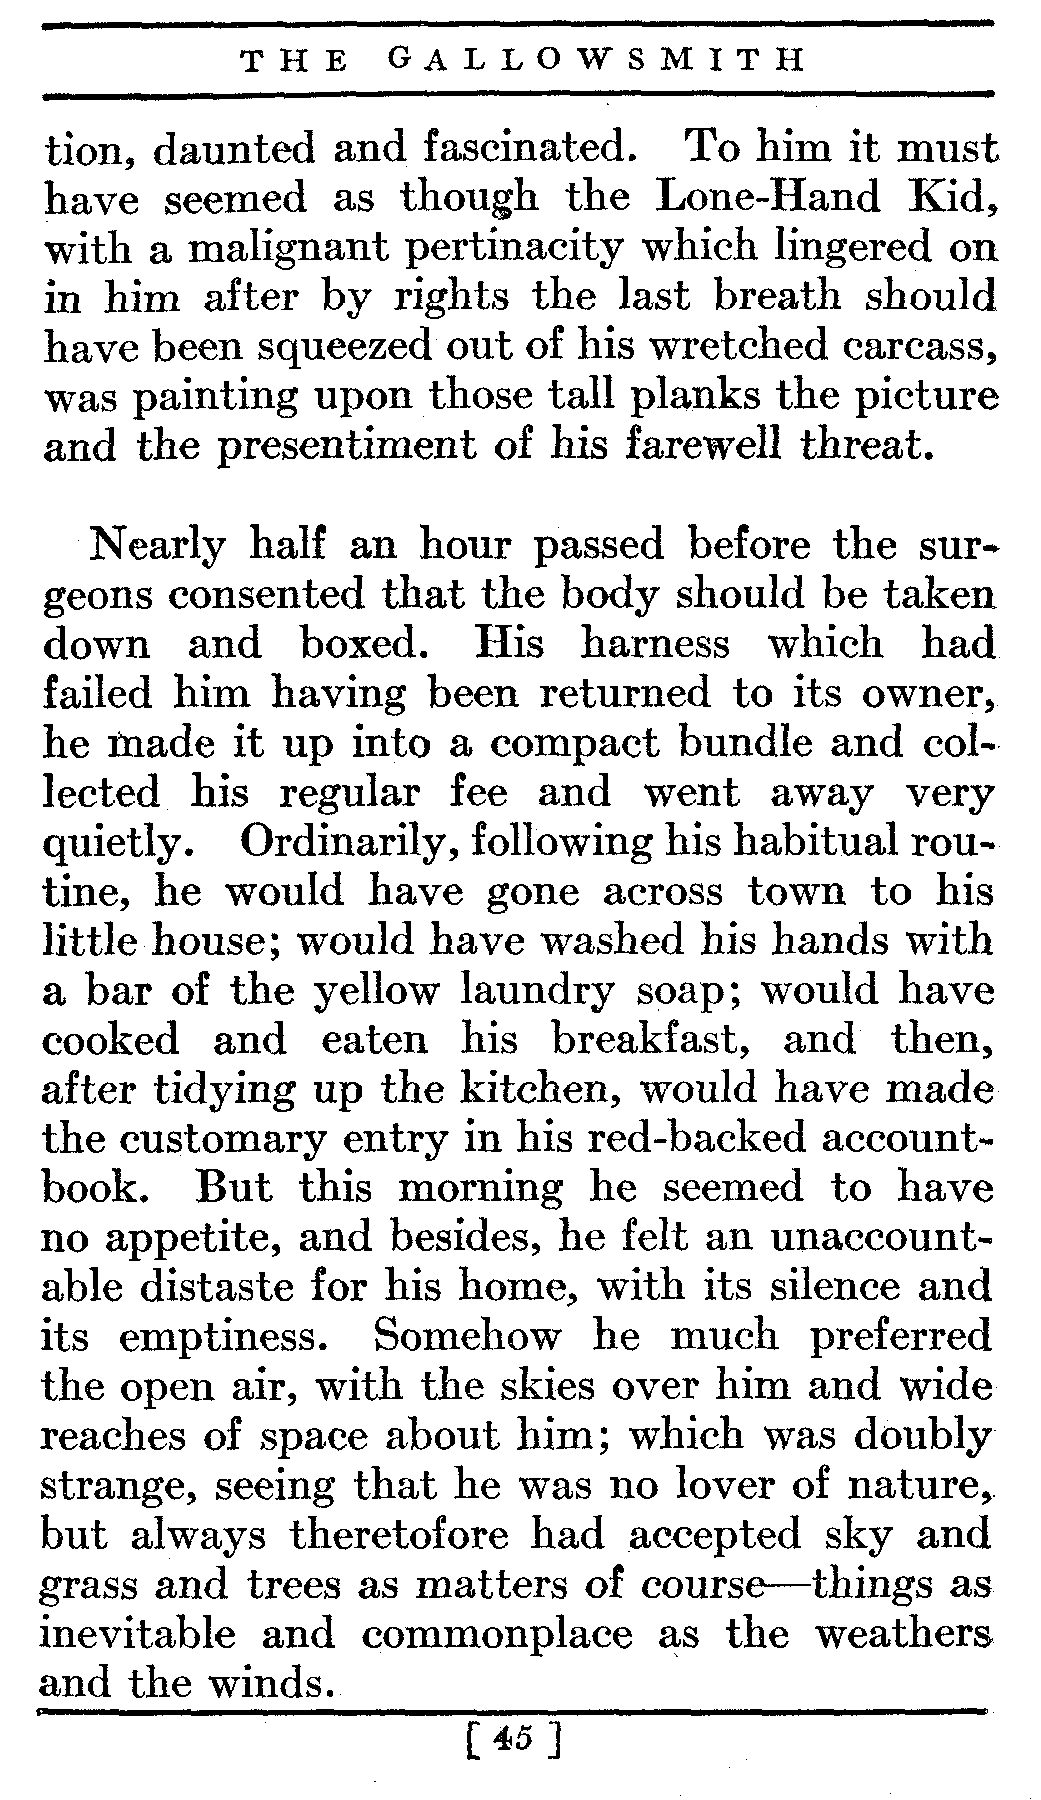 THE GALLOWSMITH
tion, daunted and fascinated. To him it must
have seemed as though the Lone-Hand Kid,
with a malignant pertinacity which lingered on
in him after by rights the last breath should
have been squeezed out of his wretched carcass,
was painting upon those tall planks the picture
and the presentiment of his farewell threat.
Nearly half an hour passed before the sur-
geons consented that the body should be taken
down and boxed. His harness which had
failed him having been returned to its owner,
he made it up into a compact bundle and col-
lected his regular fee and went away very
quietly. Ordinarily, following his habitual rou-
tine, he would have gone across town to his
little house; would have washed his hands with
a bar of the yellow laundry soap; would have
cooked and eaten his breakfast, and then,
after tidying up the kitchen, would have made
the customary entry in his red-backed account-
book. But this morning he seemed to have
no appetite, and besides, he felt an unaccount-
able distaste for his home, with its silence and
its emptiness. Somehow he much preferred
the open air, with the skies over him and wide
reaches of space about him; which was doubly
strange, seeing that he was no lover of nature,
but always theretofore had accepted sky and
grass and trees as matters of course—things as
inevitable and commonplace as the weathers
and the winds.
[ 45 ]